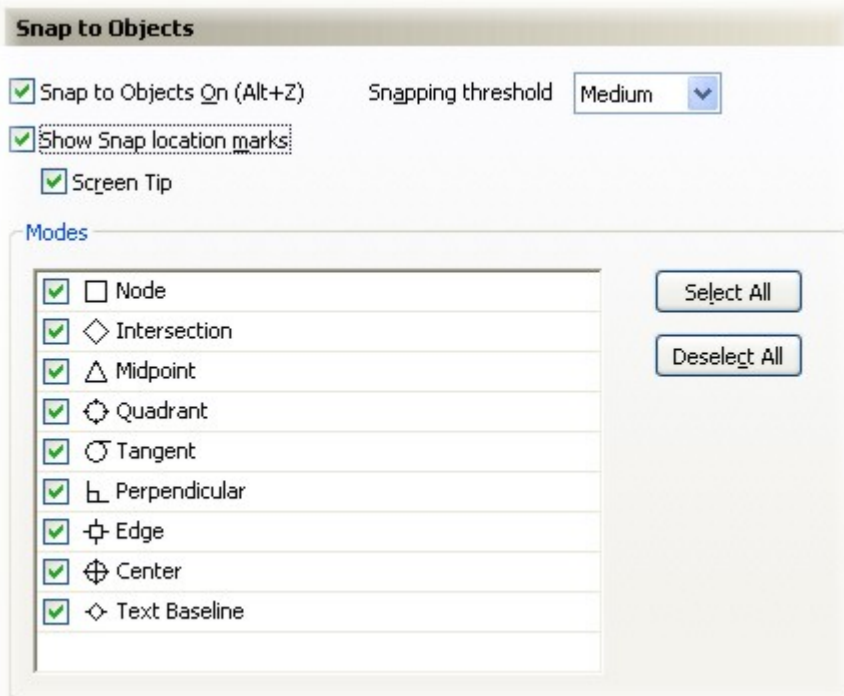 Snap to Objects
Snap to Objects On (Alt+Z) Snapping threshold Medium
Show Snap location marks
Screen Tip
Modes
Node
Select All
Intersection
Deselect All
Midpoint
Quadrant
Tangent
Perpendicular
Edge
Center
Text Baseline